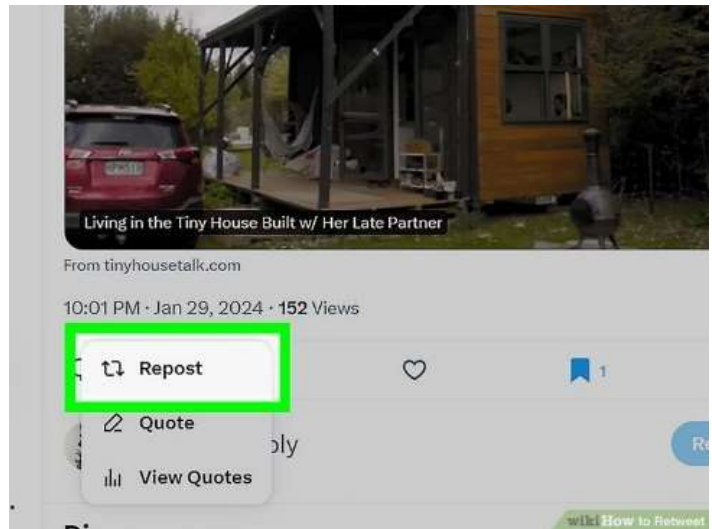 Living in the Tiny House Built w/ Her Late Partner
From tinyhousetalk.com
10:01 PM · Jan 29, 2024 · 152 Views
Repost
1
Quote
View Quotes
wikiHow to Retweet